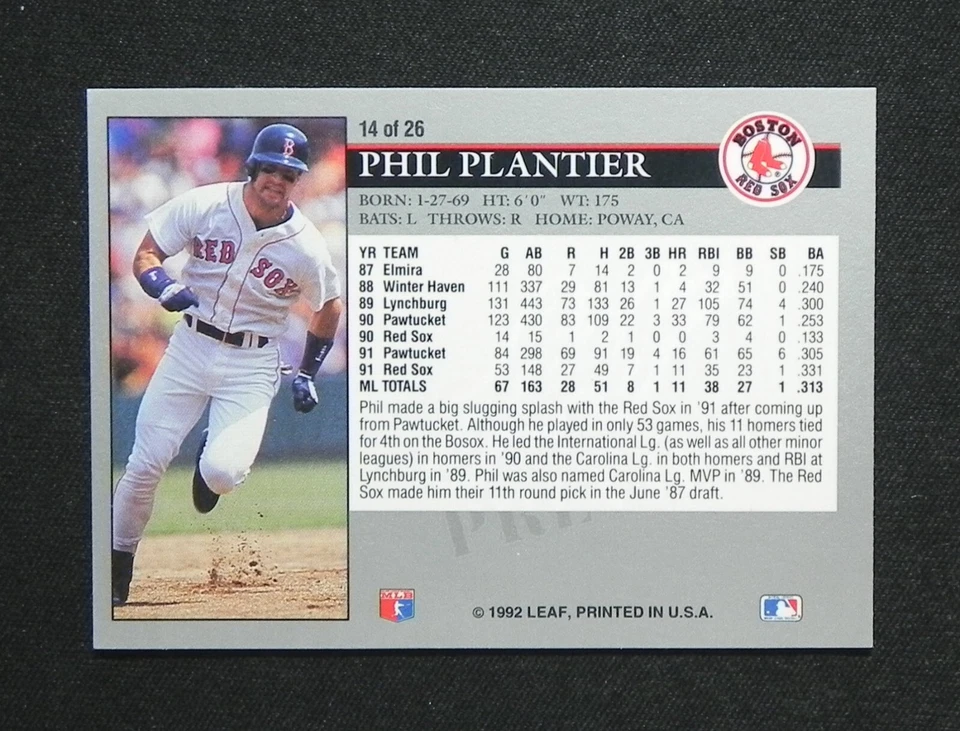 14 of 26
PHIL PLANTIER
BOSTON
RED SOX
BORN: 1-27-69 HT: 6'0" WT: 175
BATS: L THROWS: R HOME: POWAY, CA
B
RED SOX
YR TEAM G AB R H 2B 3B HR RBI BB SB BA
87 Elmira 28 80 7 14 2 0 2 9 9 0 .175
88 Winter Haven 111 337 29 81 13 1 4 32 51 0 .240
89 Lynchburg 131 443 73 133 26 1 27 105 74 4 .300
90 Pawtucket 123 430 83 109 22 3 33 79 62 1 .253
90 Red Sox 14 15 1 2 1 0 0 3 4 0 .133
91 Pawtucket 84 298 69 91 19 4 16 61 65 6 .305
91 Red Sox 53 148 27 49 7 1 11 35 23 1 .331
ML TOTALS 67 163 28 51 8 1 11 38 27 1 .313
Phil made a big slugging splash with the Red Sox in '91 after coming up
from Pawtucket. Although he played in only 53 games, his 11 homers tied
for 4th on the Bosox. He led the International Lg. (as well as all other minor
leagues) in homers in '90 and the Carolina Lg. in both homers and RBI at
Lynchburg in '89. Phil was also named Carolina Lg. MVP in '89. The Red
Sox made him their 11th round pick in the June '87 draft.
MLB
© 1992 LEAF, PRINTED IN U.S.A.